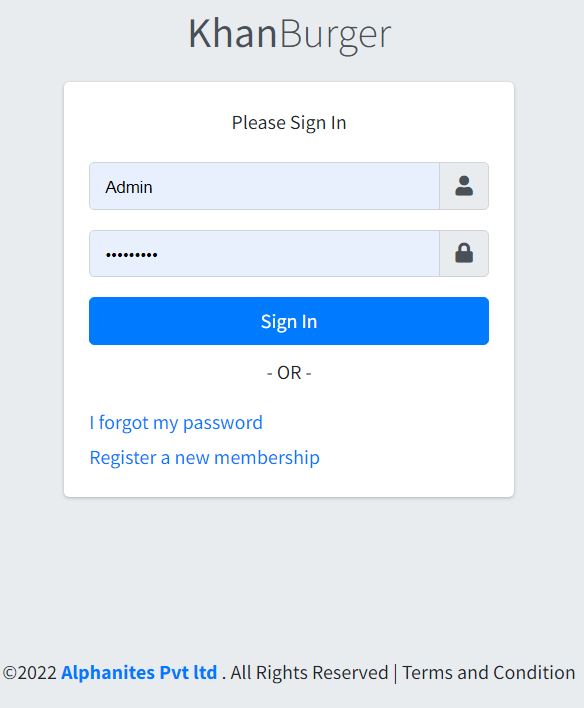 KhanBurger
Please Sign In
Admin
•••••••••
Sign In
- OR -
I forgot my password
Register a new membership
©2022 Alphanites Pvt ltd . All Rights Reserved | Terms and Condition